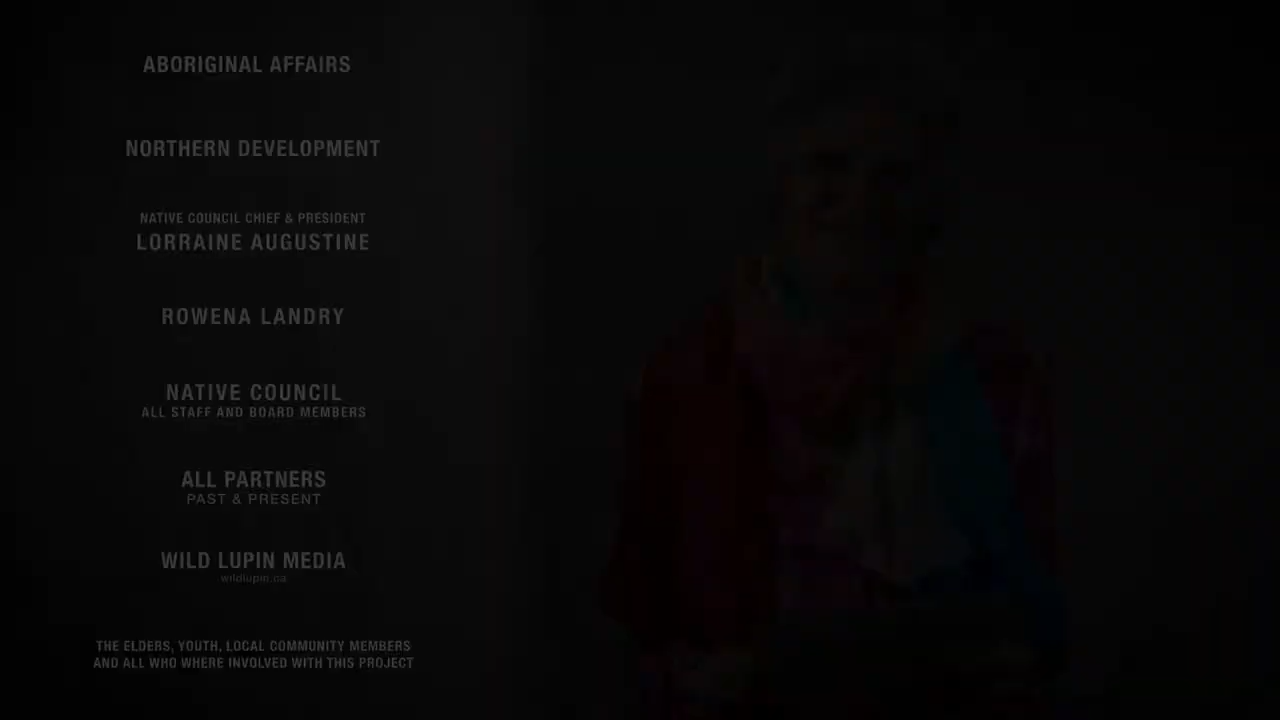 ABORIGINAL AFFAIRS
NORTHERN DEVELOPMENT
NATIVE COUNCIL CHIEF & PRESIDENT
LORRAINE AUGUSTINE
ROWENA LANDRY
NATIVE COUNCIL
ALL STAFF AND BOARD MEMBERS
ALL PARTNERS
PAST & PRESENT
WILD LUPIN MEDIA
wildlupin.ca
THE ELDERS, YOUTH, LOCAL COMMUNITY MEMBERS
AND ALL WHO WHERE INVOLVED WITH THIS PROJECT